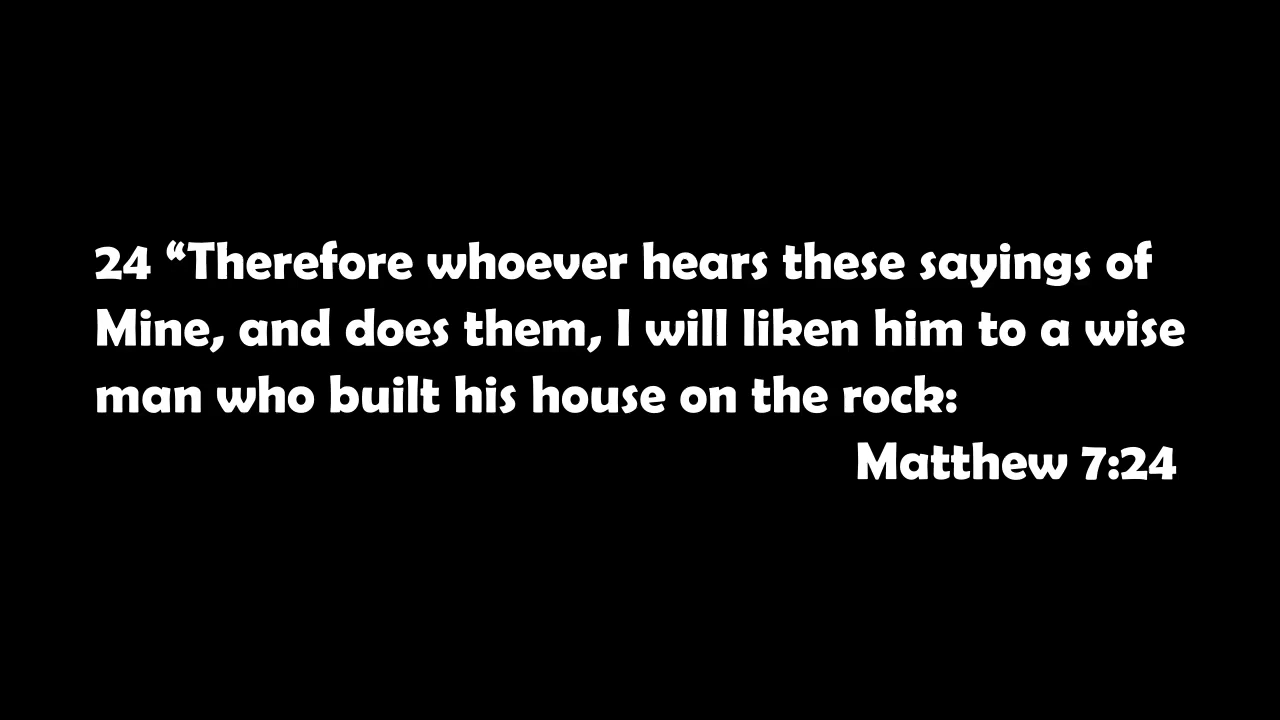 24 “Therefore whoever hears these sayings of
Mine, and does them, I will liken him to a wise
man who built his house on the rock:
Matthew 7:24